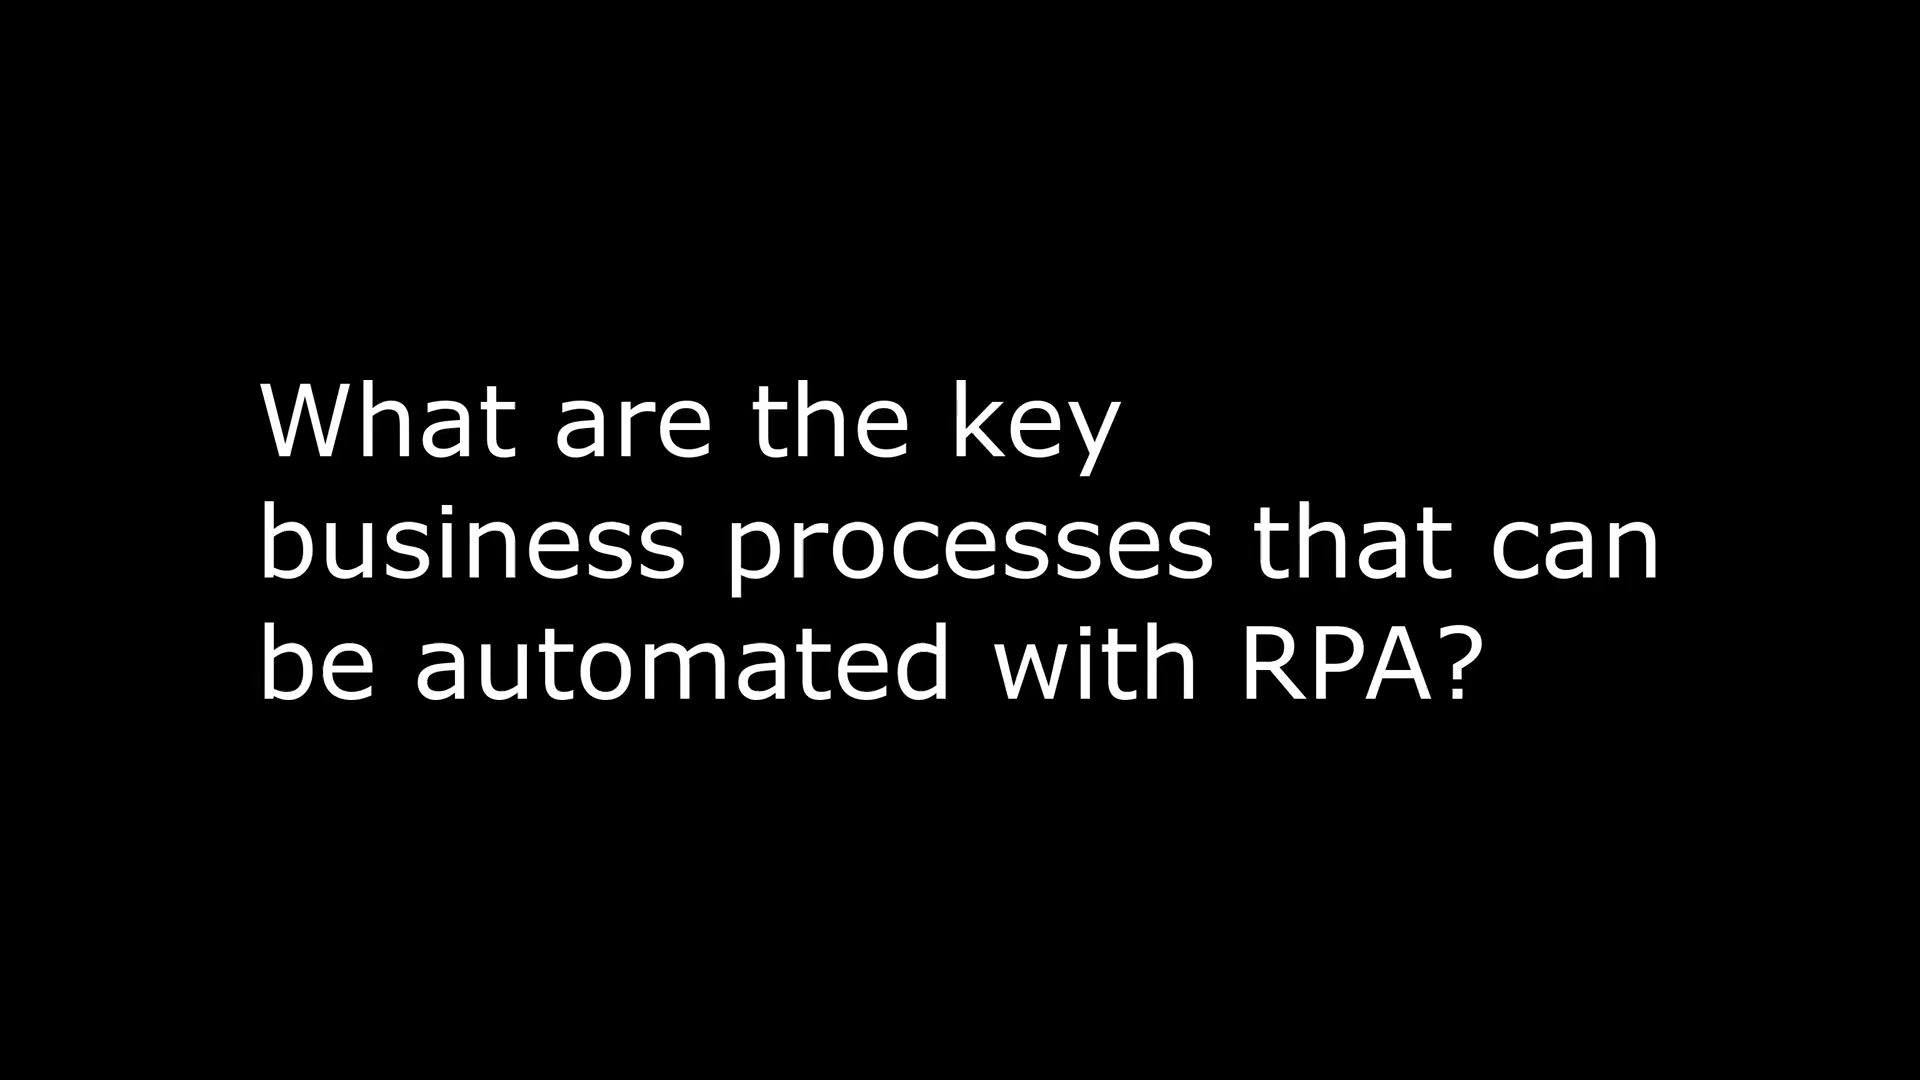 What are the key
business processes that can
be automated with RPA?